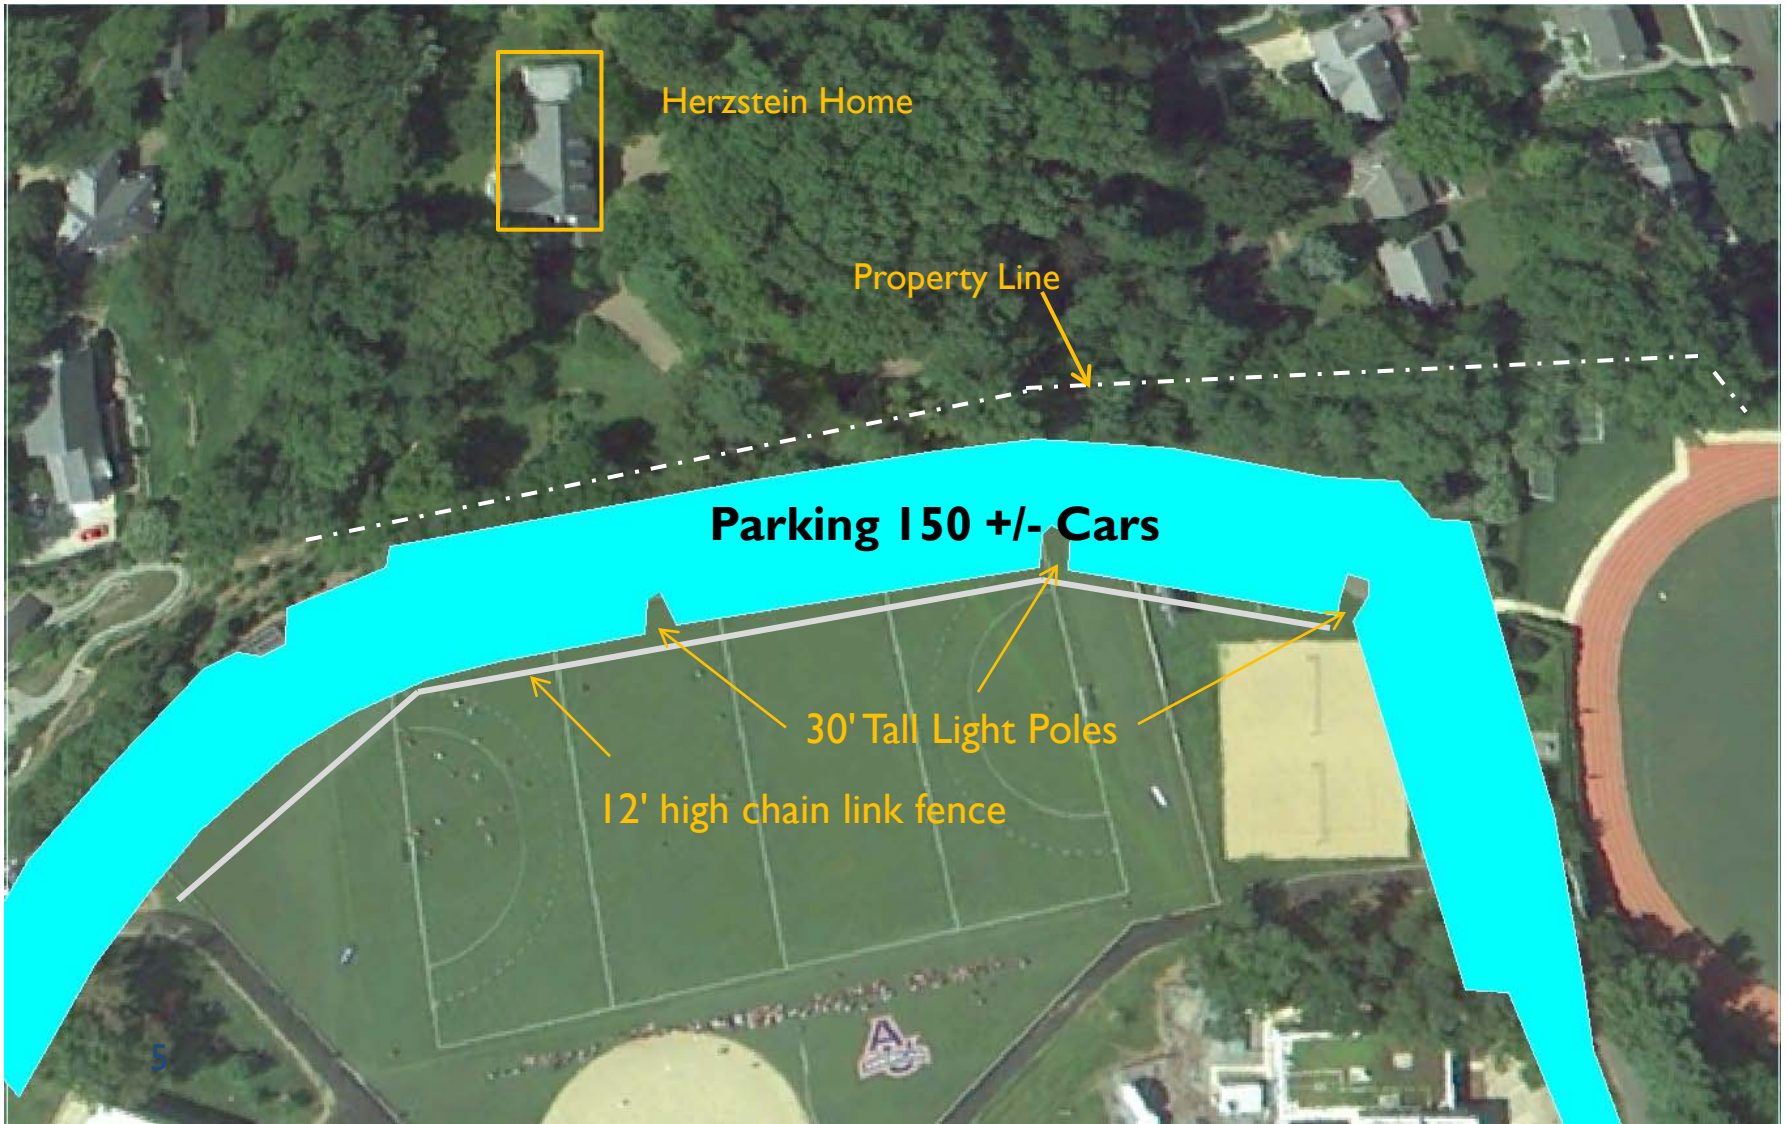 Herzstein Home
Property Line
Parking 150 +/- Cars
30' Tall Light Poles
12' high chain link fence
A
5